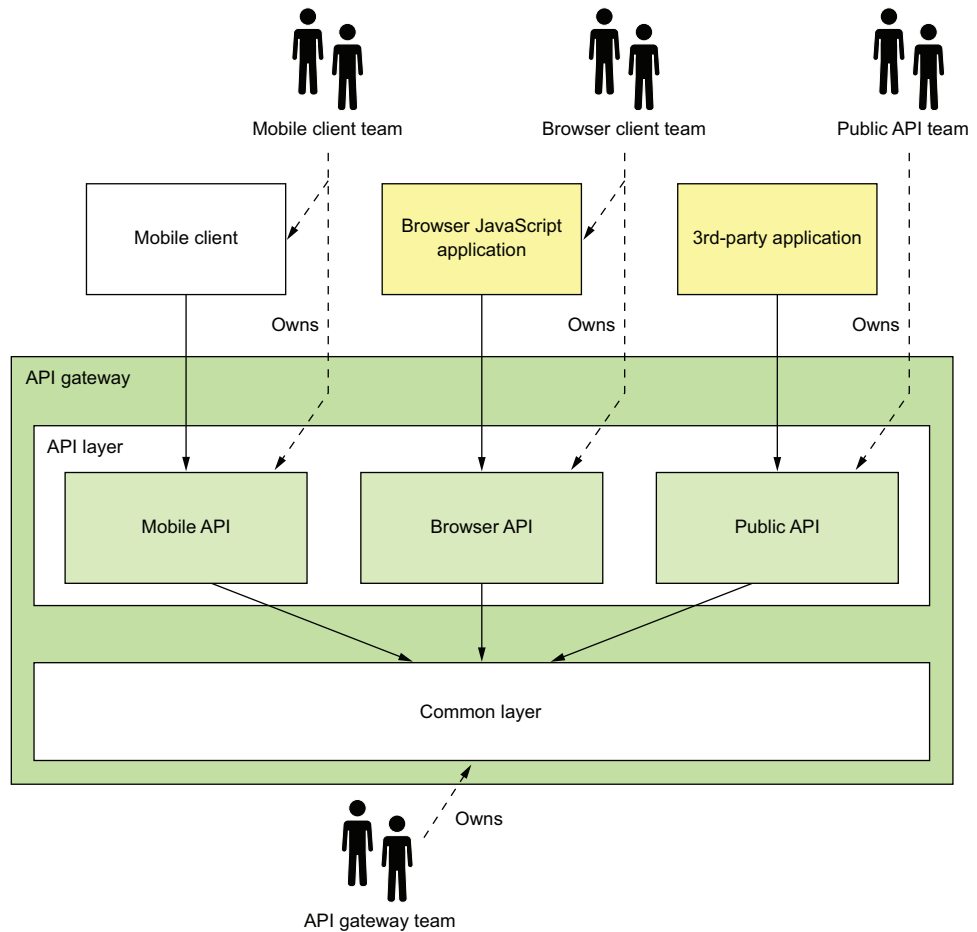 Mobile client team
Browser client team
Public API team
Mobile client
Browser JavaScript
application
3rd-party application
Owns
Owns
Owns
API gateway
API layer
Mobile API
Browser API
Public API
Common layer
Owns
API gateway team